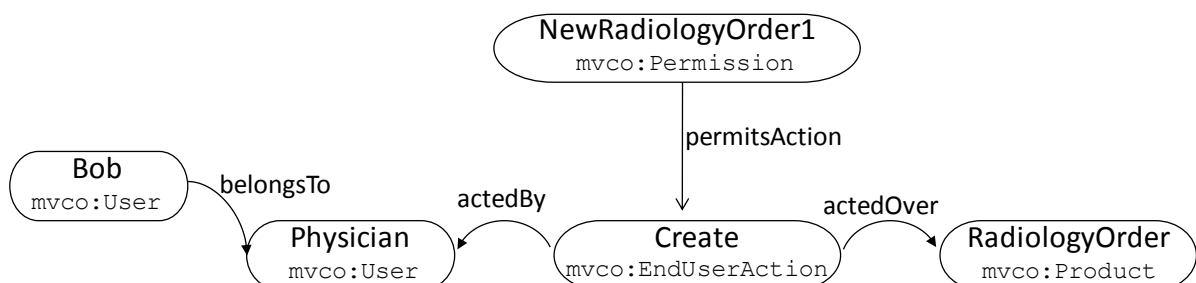 NewRadiologyOrder1
mvco:Permission
permitsAction
Bob
mvco:User
belongsTo
actedBy
actedOver
Physician
mvco:User
Create
mvco:EndUserAction
RadiologyOrder
mvco:Product